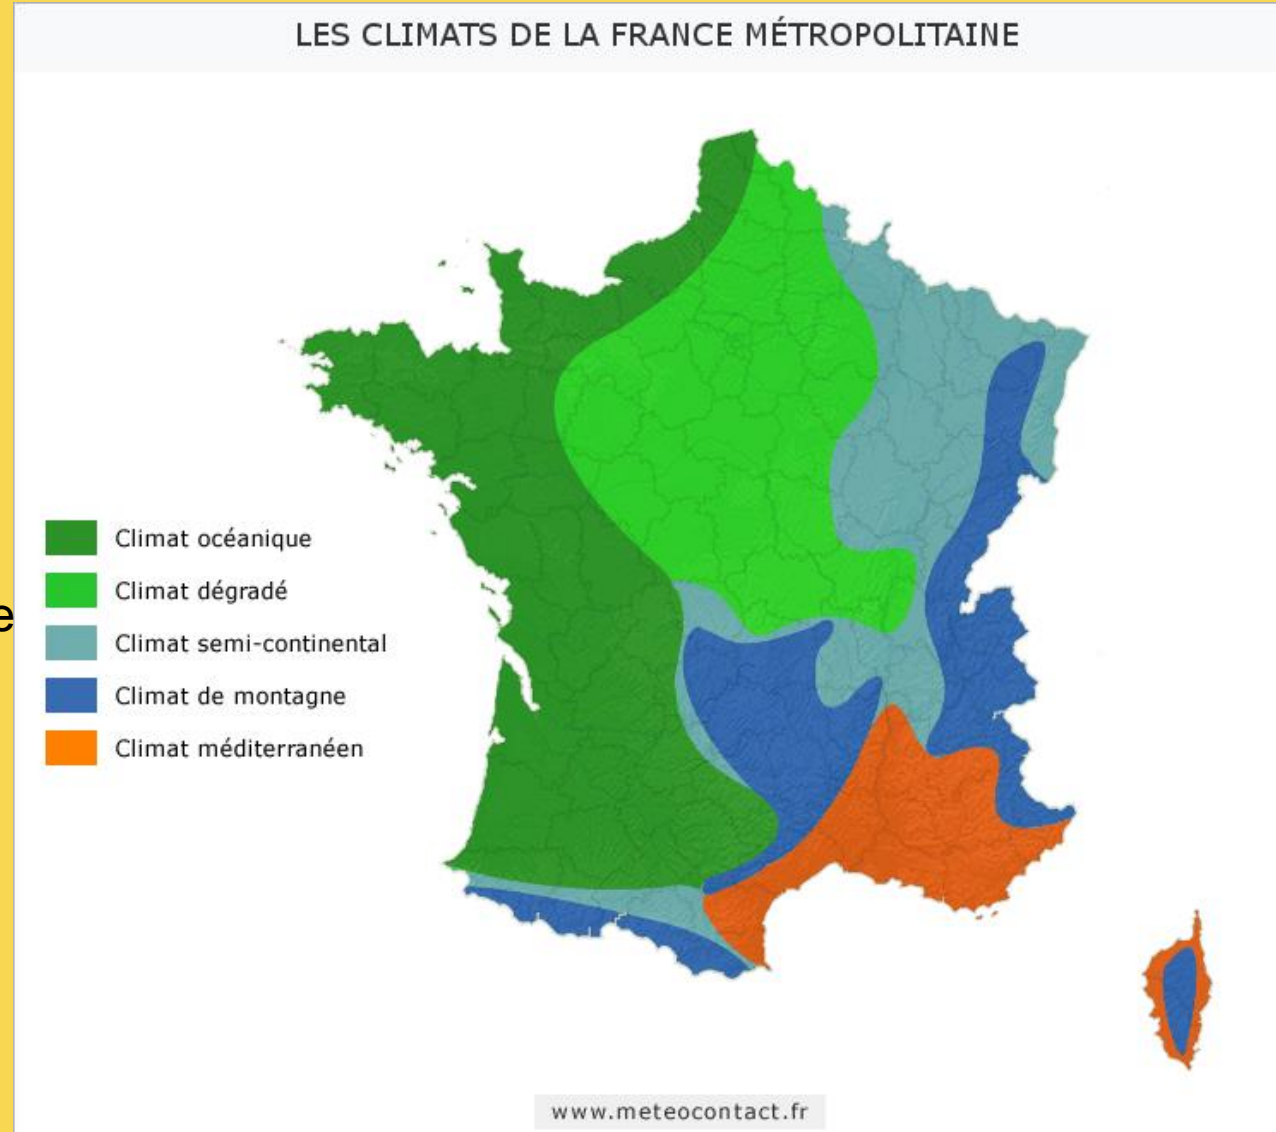 LES CLIMATS DE LA FRANCE MÉTROPOLITAINE
Climat océanique
Climat dégradé
e
Climat semi-continental
Climat de montagne
Climat méditerranéen
www.meteocontact.fr